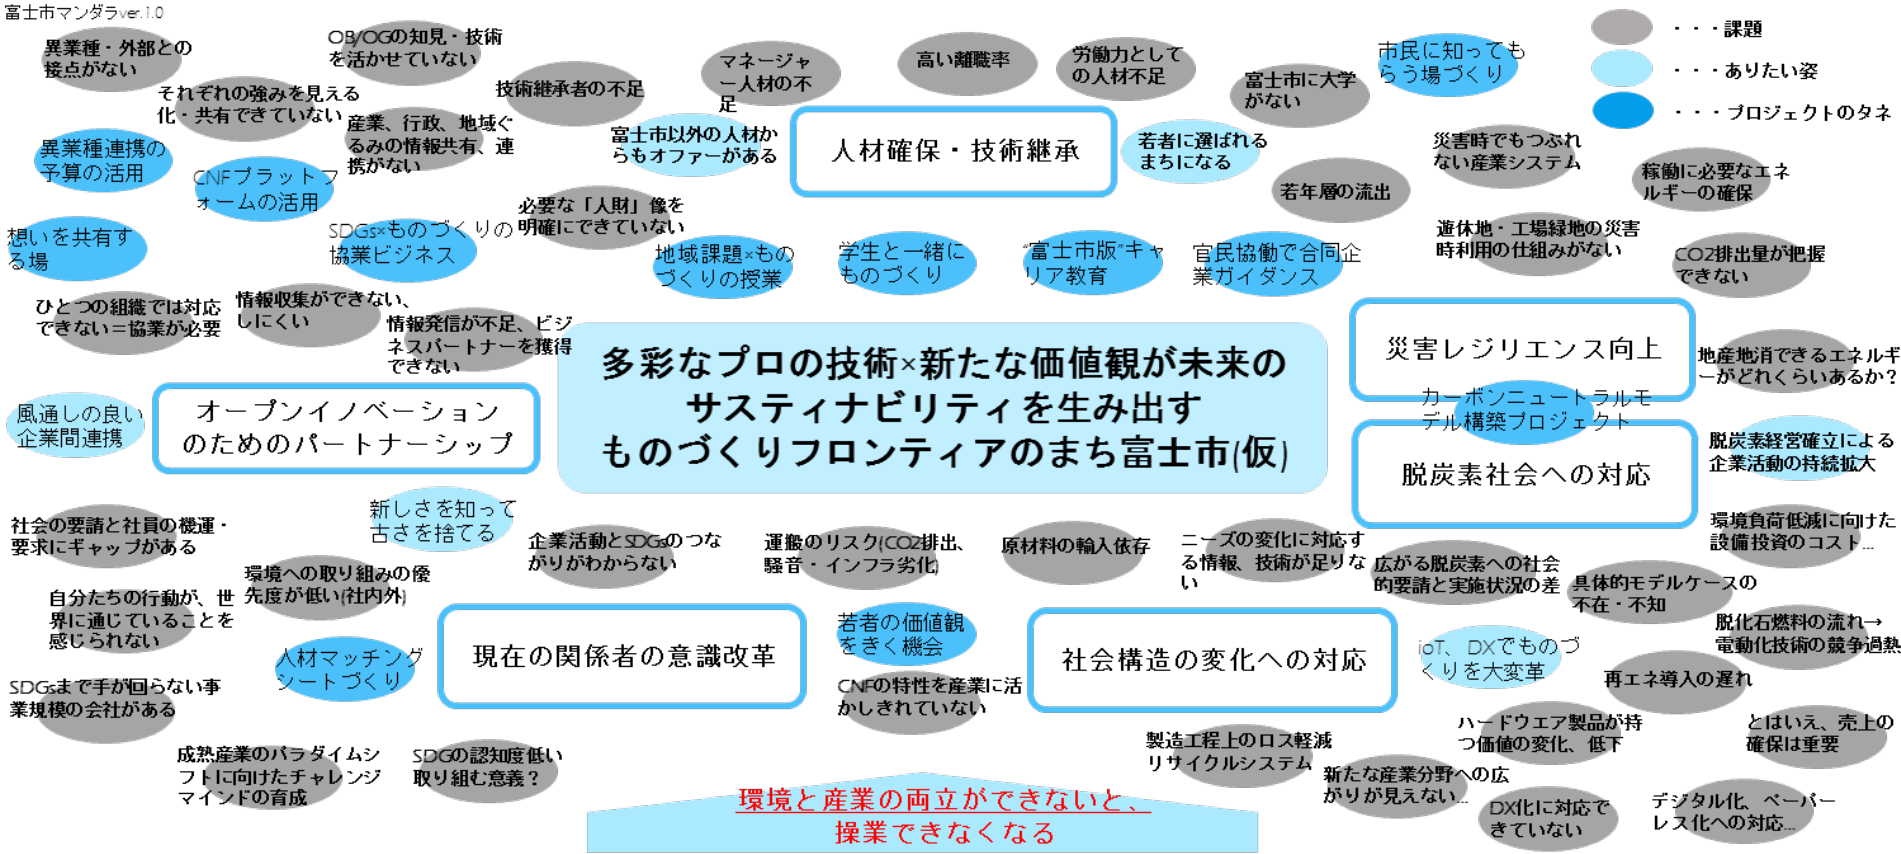 富士市マンダラver.1.0
異業種・外部との
接点がない
OB/OGの知見・技術
を活かせていない
それぞれの強みを見える
化・共有できていない
技術継承者の不足
マネージャ
ー人材の不
足
高い離職率
労働力として
の人材不足
富士市に大学
がない
市民に知っても
らう場づくり
・・・課題
・・・ありたい姿
・・・プロジェクトのタネ
異業種連携の
予算の活用
CNFプラットフ
ォームの活用
産業、行政、地域ぐ
るみの情報共有、連
携がない
富士市以外の人材か
らもオファーがある
人材確保・技術継承
若者に選ばれる
まちになる
若年層の流出
災害時でもつぶれ
ない産業システム
稼働に必要なエネ
ルギーの確保
想いを共有す
る場
SDGs×ものづくりの
協業ビジネス
必要な「人財」像を
明確にできていない
地域課題×もの
づくりの授業
学生と一緒に
ものづくり
“富士市版”キャ
リア教育
官民協働で合同企
業ガイダンス
遊休地・工場緑地の災害
時利用の仕組みがない
CO2排出量が把握
できない
ひとつの組織では対応
できない＝協業が必要
情報収集ができない、
しにくい
情報発信が不足、ビジ
ネスパートナーを獲得
できない
多彩なプロの技術×新たな価値観が未来の
サスティナビリティを生み出す
ものづくりフロンティアのまち富士市(仮)
災害レジリエンス向上
地産地消できるエネルギ
ーがどれくらいあるか？
カーボンニュートラルモ
デル構築プロジェクト
脱炭素社会への対応
脱炭素経営確立による
企業活動の持続拡大
風通しの良い
企業間連携
オープンイノベーション
のためのパートナーシップ
新しさを知って
古さを捨てる
社会の要請と社員の機運・
要求にギャップがある
環境への取り組みの優
先度が低い(社内外)
企業活動とSDGsのつな
がりがわからない
運搬のリスク(CO2排出、
騒音・インフラ劣化)
原材料の輸入依存
ニーズの変化に対応す
る情報、技術が足りな
い
広がる脱炭素への社会
的要請と実施状況の差
環境負荷低減に向けた
設備投資のコスト...
具体的モデルケースの
不在・不知
自分たちの行動が、世
界に通じていることを
感じられない
人材マッチング
シートづくり
現在の関係者の意識改革
若者の価値観
をきく機会
CNFの特性を産業に活
かしきれていない
社会構造の変化への対応
ioT、DXでものづ
くりを大変革
脱化石燃料の流れ→
電動化技術の競争過熱
再エネ導入の遅れ
SDGsまで手が回らない事
業規模の会社がある
成熟産業のパラダイムシ
フトに向けたチャレンジ
マインドの育成
SDGの認知度低い
取り組む意義？
製造工程上のロス軽減
リサイクルシステム
ハードウエア製品が持
つ価値の変化、低下
とはいえ、売上の
確保は重要
新たな産業分野への広
がりが見えない...
DX化に対応で
きていない
デジタル化、ペーパー
レス化への対応...
環境と産業の両立ができないと、
操業できなくなる